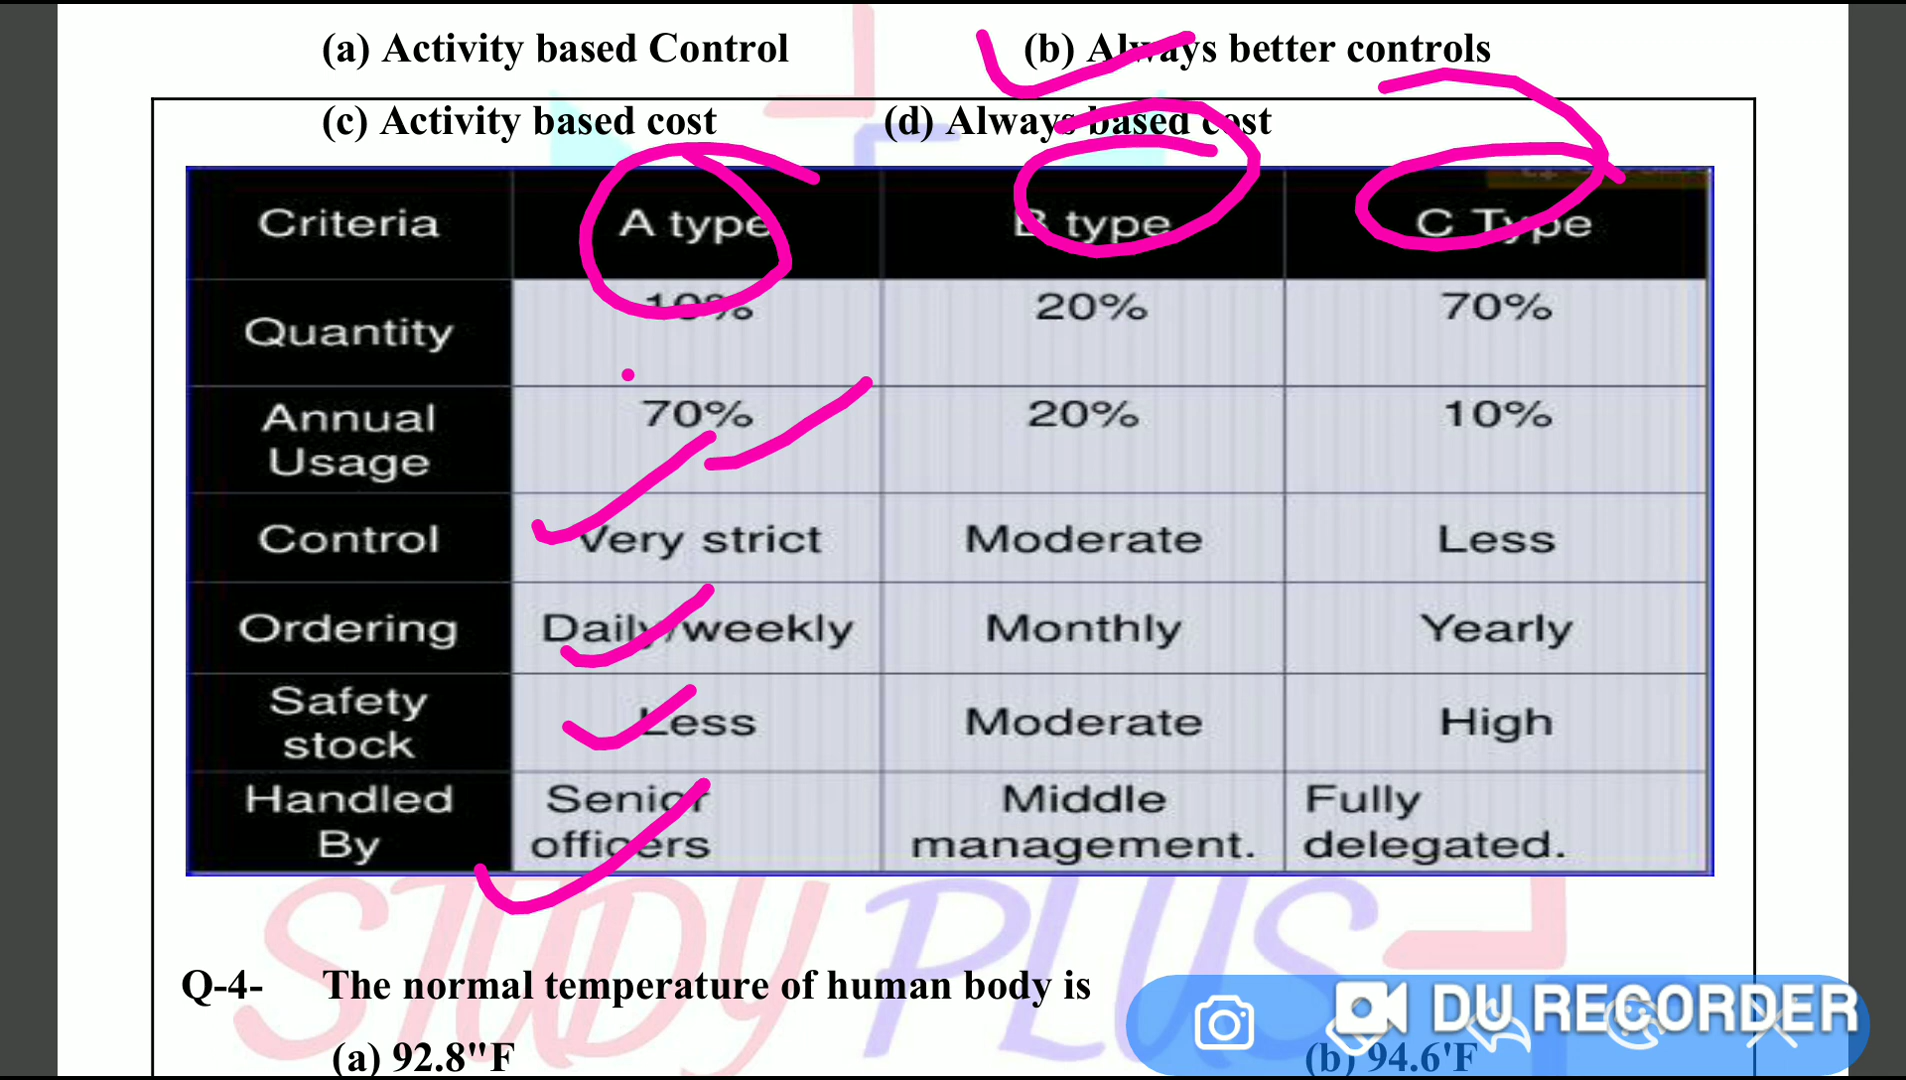 (a) Activity based Control (b) Always better controls
(c) Activity based cost (d) Always based cost
Criteria A type B type C Type
Quantity 10% 20% 70%
Annual Usage 70% 20% 10%
Control Very strict Moderate Less
Ordering Daily/weekly Monthly Yearly
Safety stock Less Moderate High
Handled By Senior officers Middle management. Fully delegated.
STUDY PLUS
Q-4- The normal temperature of human body is
DU RECORDER
(a) 92.8"F (b) 94.6'F